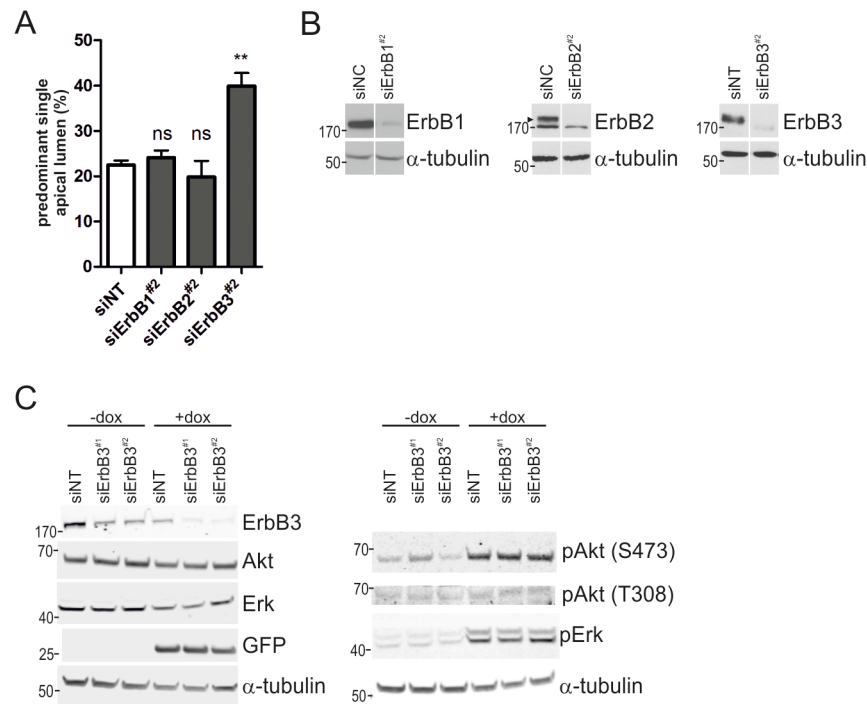 A
predominant single
apical lumen (%)
50
40
30
20
10
0
**
ns
ns
siNT
siErbB1#2
siErbB2#2
siErbB3#2
B
siNC
siErbB1#2
170
ErbB1
50
α-tubulin
siNC
siErbB2#2
170
ErbB2
50
α-tubulin
siNT
siErbB3#2
170
ErbB3
50
α-tubulin
C
-dox +dox
siNT siErbB3#1 siErbB3#2 siNT siErbB3#1 siErbB3#2
170 ErbB3
70 Akt
40 Erk
25 GFP
50 α-tubulin
-dox +dox
siNT siErbB3#1 siErbB3#2 siNT siErbB3#1 siErbB3#2
70 pAkt (S473)
70 pAkt (T308)
40 pErk
50 α-tubulin